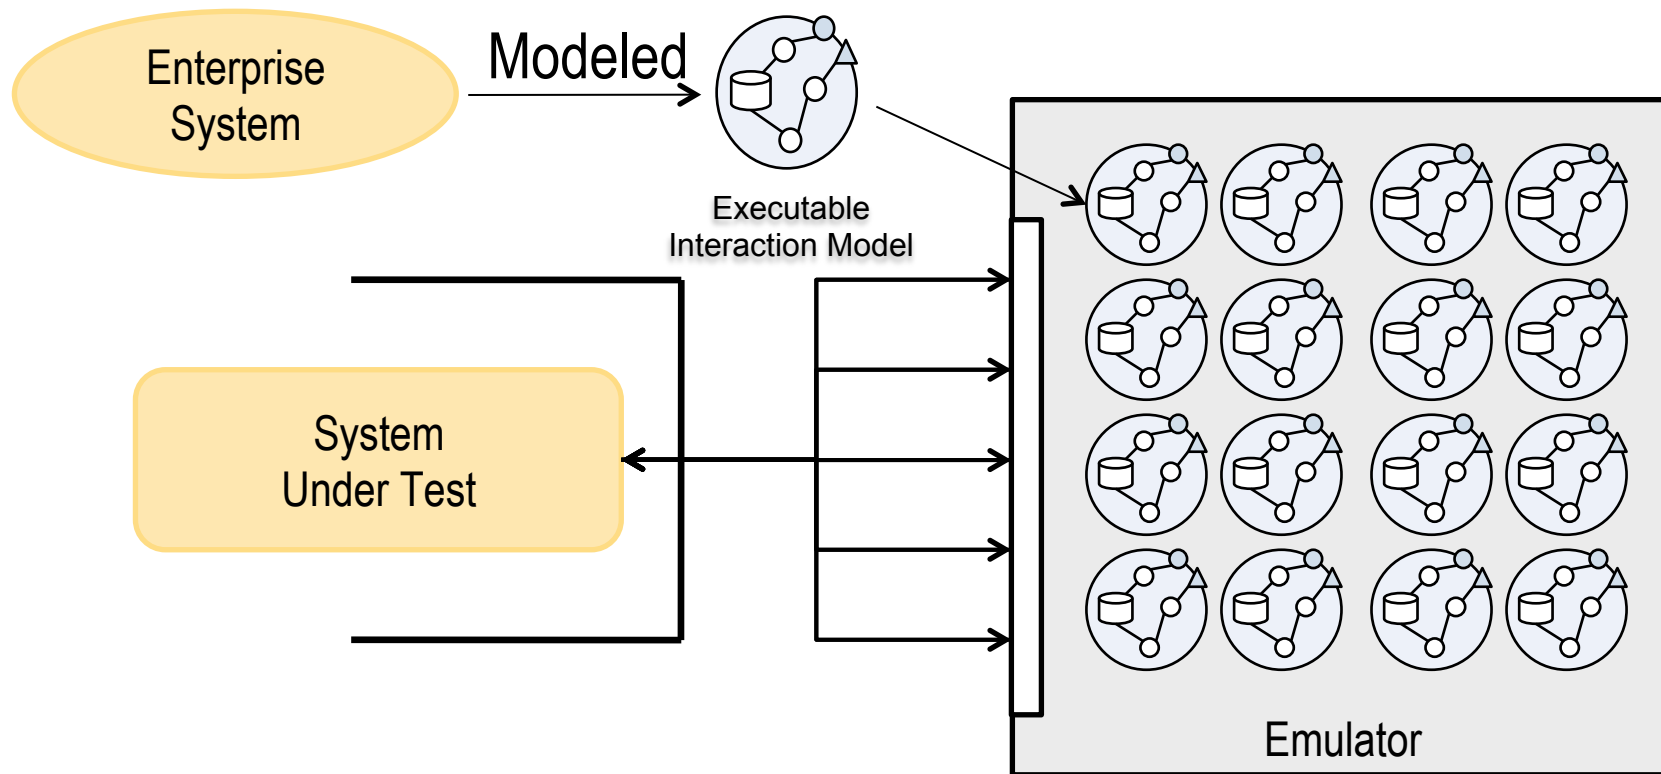 Enterprise
System
Modeled
Executable
Interaction Model
System
Under Test
Emulator